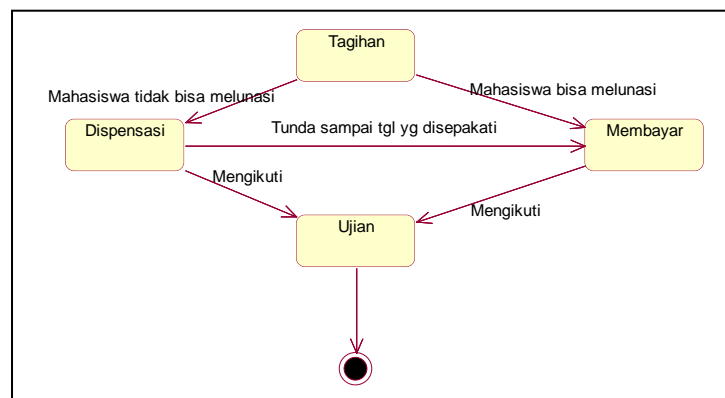 Tagihan
Mahasiswa tidak bisa melunasi
Mahasiswa bisa melunasi
Dispensasi
Tunda sampai tgl yg disepakati
Membayar
Mengikuti
Mengikuti
Ujian